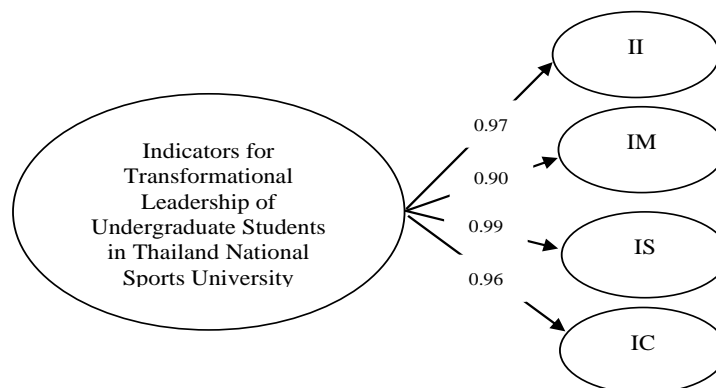 II
0.97
Indicators for
Transformational
Leadership of
Undergraduate Students
in Thailand National
Sports University
IM
0.90
0.99
IS
0.96
IC